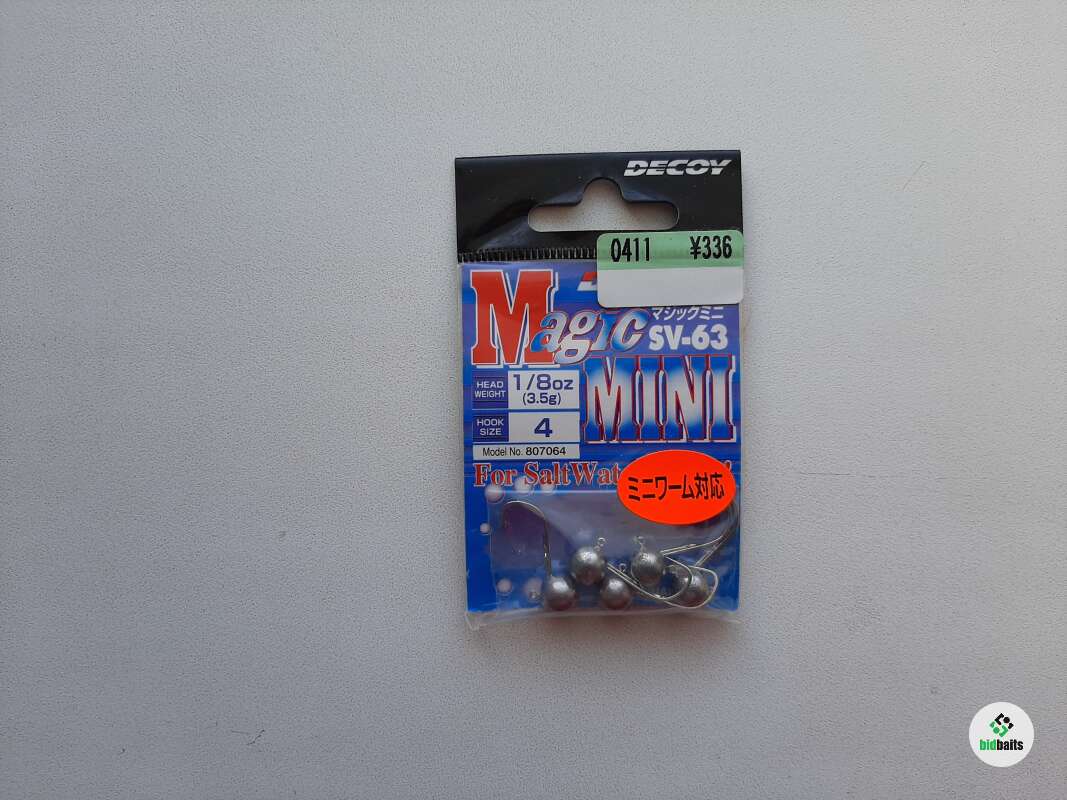 DECOY
0411 ¥336
マジックミニ
Magic SV-63
MINI
HEAD WEIGHT 1/8oz (3.5g)
HOOK SIZE 4
Model No. 807064
For SaltWat
ミニワーム対応
bidbaits